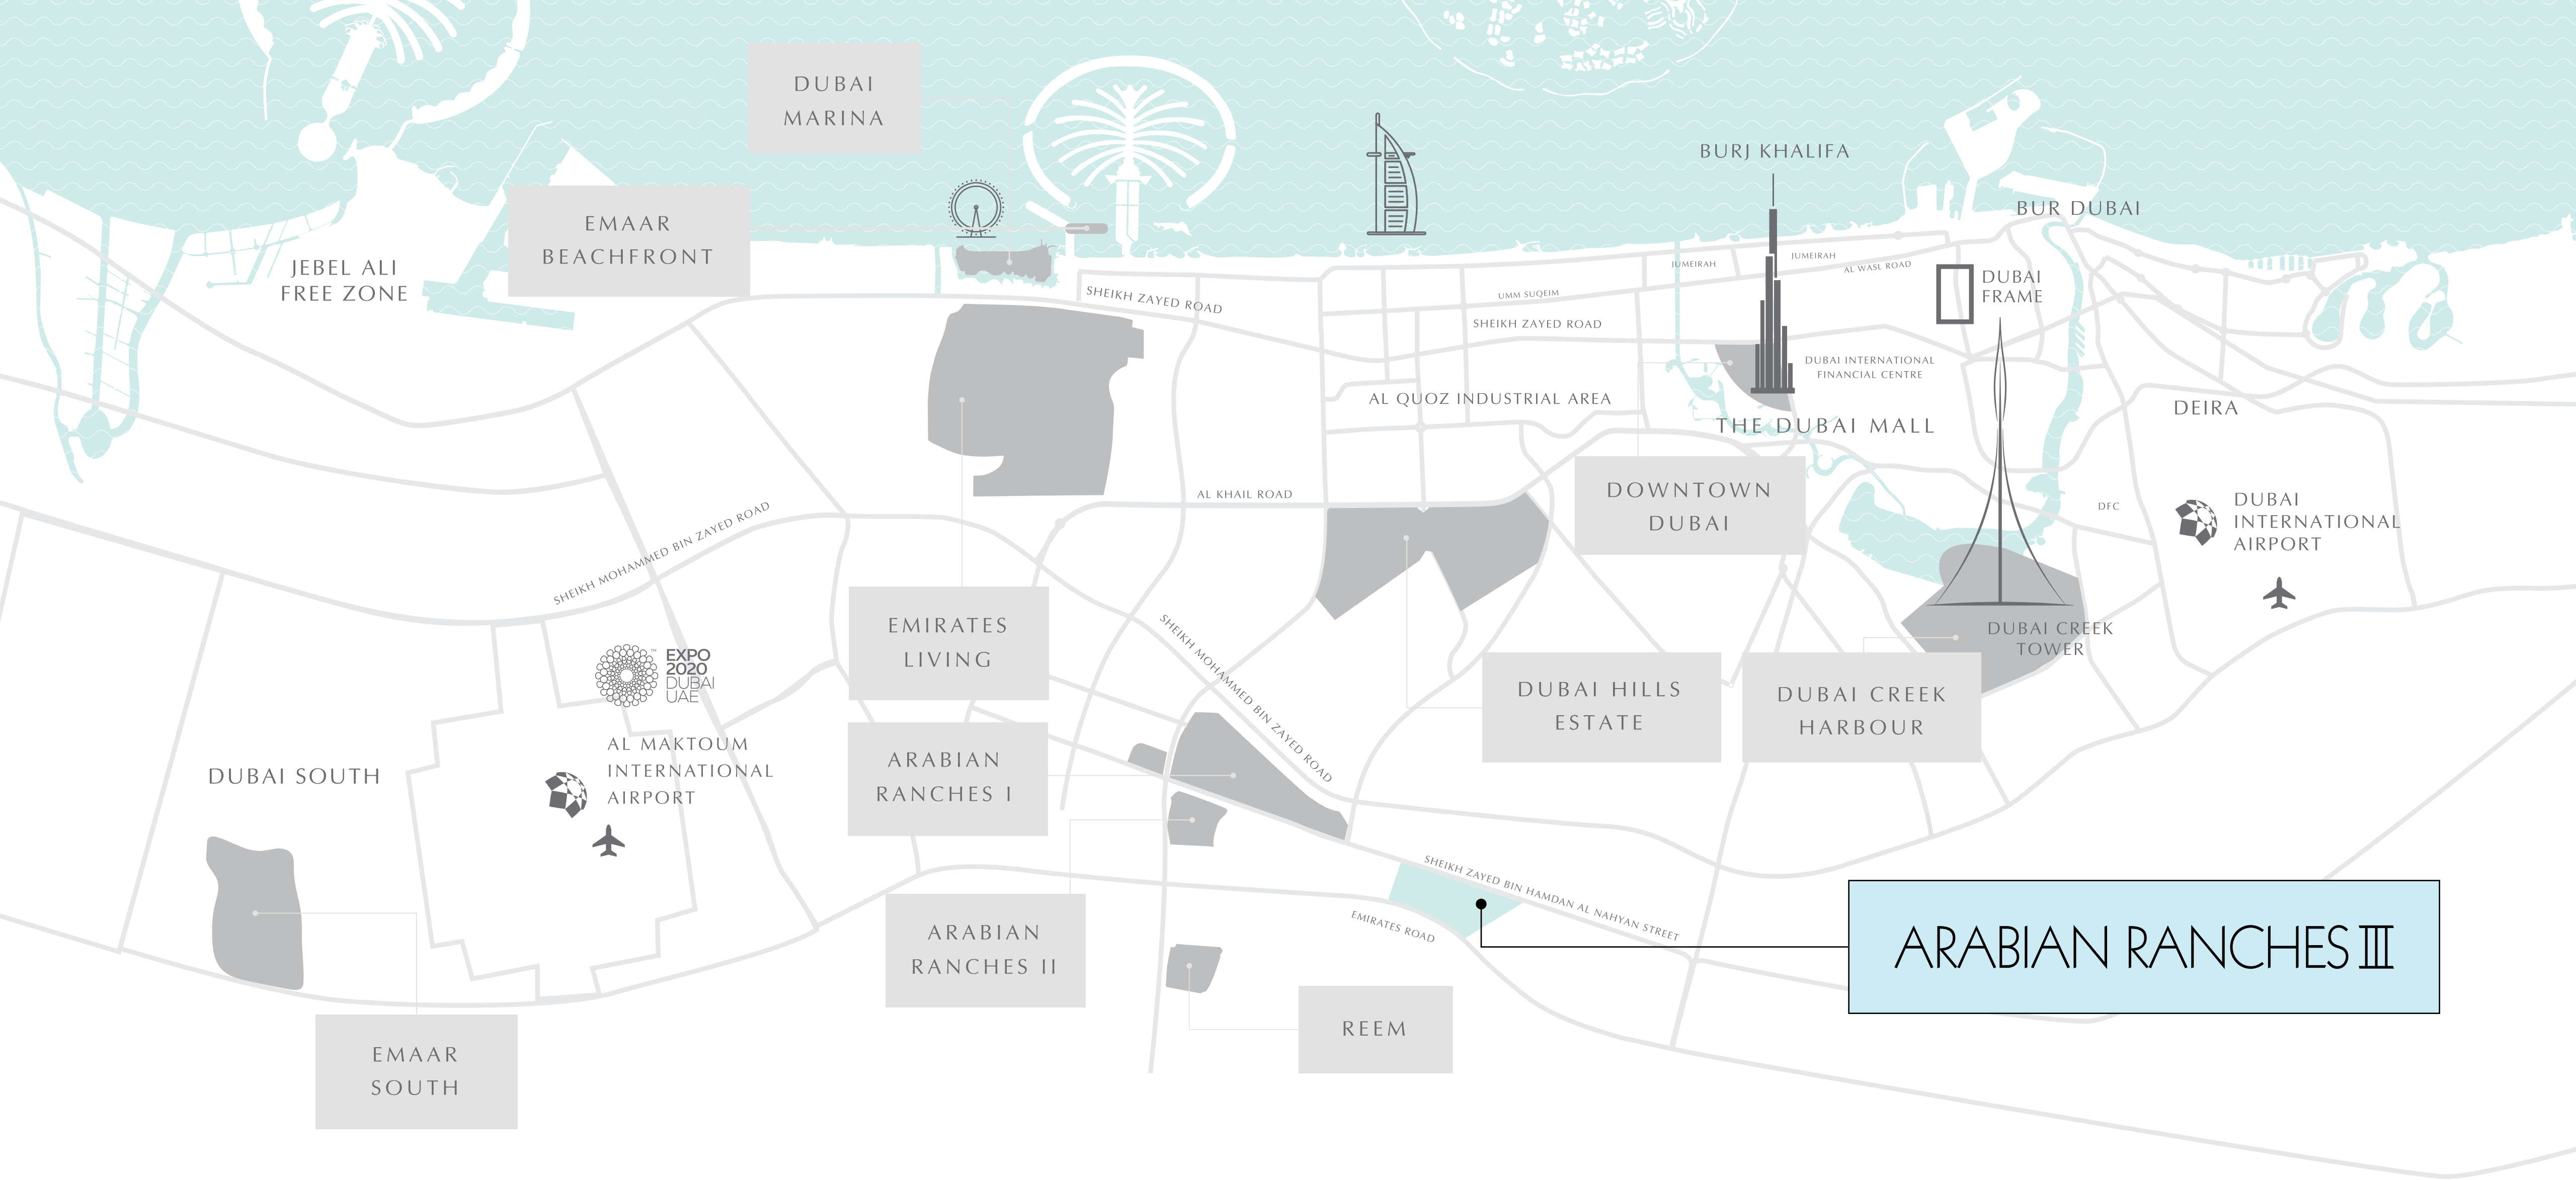 DUBAI
MARINA
BURJ KHALIFA
EMAAR
BEACHFRONT
BUR DUBAI
JEBEL ALI
FREE ZONE
JUMEIRAH
JUMEIRAH
AL WASL ROAD
DUBAI
FRAME
SHEIKH ZAYED ROAD
UMM SUQEIM
SHEIKH ZAYED ROAD
DUBAI INTERNATIONAL
FINANCIAL CENTRE
AL QUOZ INDUSTRIAL AREA
THE DUBAI MALL
DEIRA
AL KHAIL ROAD
DOWNTOWN
DUBAI
DFC
DUBAI
INTERNATIONAL
AIRPORT
SHEIKH MOHAMMED BIN ZAYED ROAD
EMIRATES
LIVING
SHEIKH MOHAMMED BIN ZAYED ROAD
DUBAI CREEK
TOWER
EXPO
2020
DUBAI
UAE
™
DUBAI HILLS
ESTATE
DUBAI CREEK
HARBOUR
AL MAKTOUM
INTERNATIONAL
AIRPORT
DUBAI SOUTH
ARABIAN
RANCHES I
SHEIKH ZAYED BIN HAMDAN AL NAHYAN STREET
EMIRATES ROAD
ARABIAN
RANCHES II
ARABIAN RANCHES III
REEM
EMAAR
SOUTH